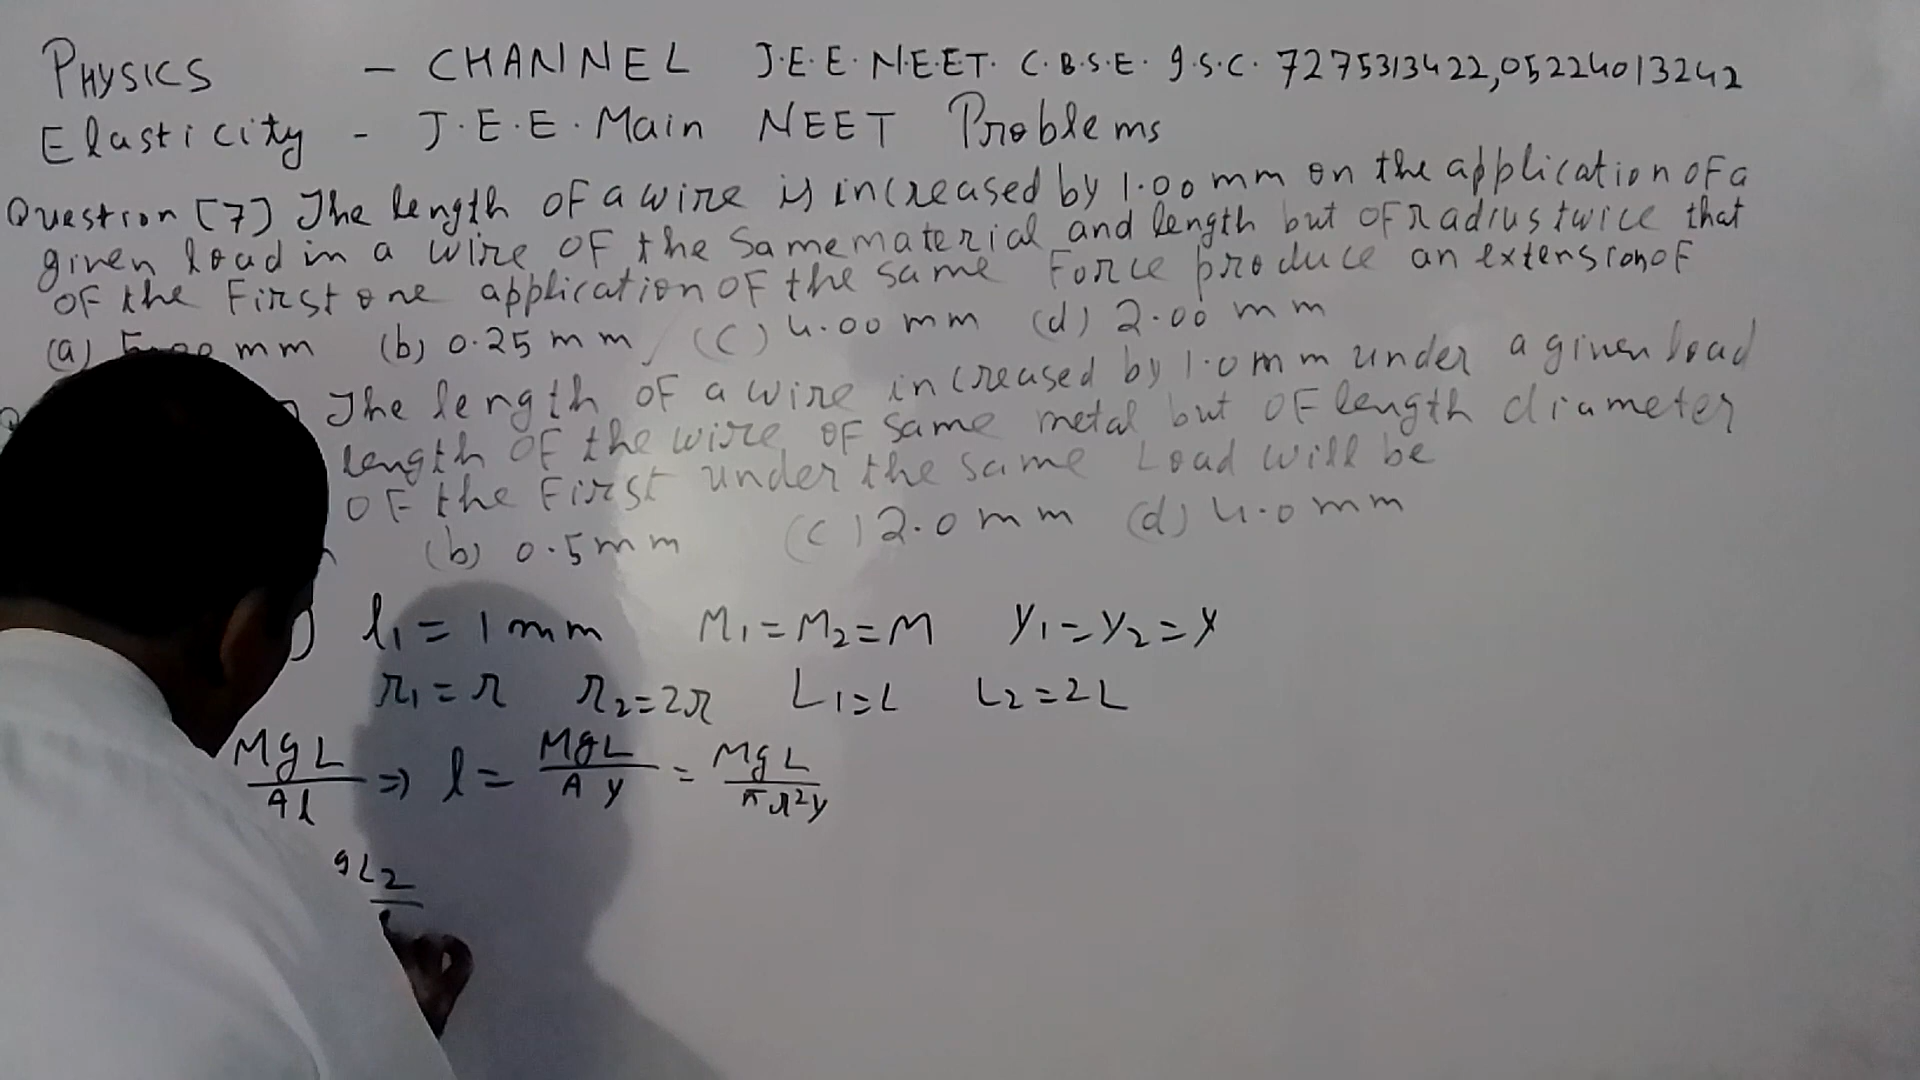 PHYSICS - CHANNEL J.E.E. N.E.E.T. C.B.S.E. I.S.C. 7275313422,05224013242
Elasticity - J.E.E. Main NEET Problems
Question [7] The length of a wire is increased by 1.00 mm on the application of a
given load in a wire of the same material and length but of radius twice that
of the First one application of the same Force produce an extension of
(a) mm (b) 0.25 mm (c) 4.00 mm (d) 2.00 mm
The length of a wire increased by 1.0 mm under a given load
length of the wire of same metal but of length diameter
of the First under the same Load will be
(b) 0.5 mm (c) 2.0 mm (d) 4.0 mm
l₁ = 1 mm M₁ = M₂ = M Y₁ = Y₂ = Y
r₁ = r r₂ = 2r L₁ = L L₂ = 2L
MgL/Al ⇒ l = MgL/AY = MgL/πr²Y
gL₂